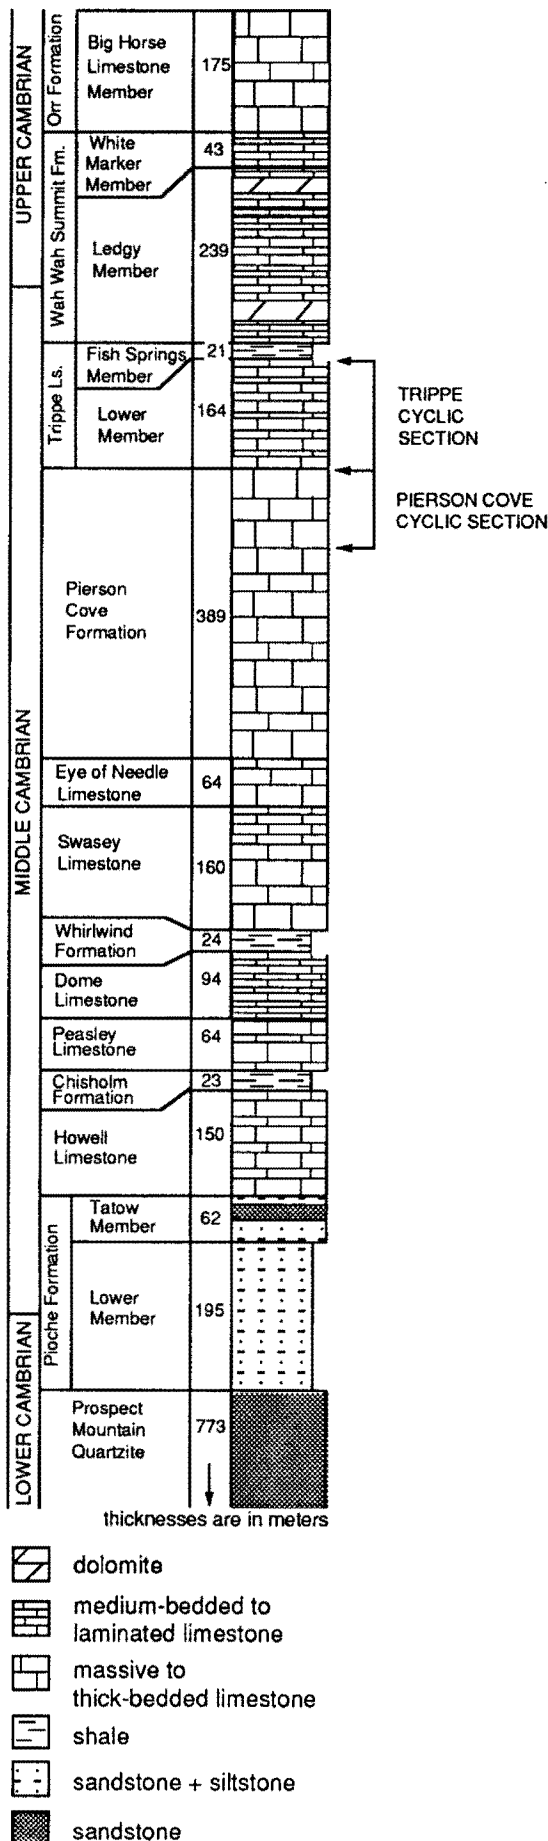 UPPER CAMBRIAN
MIDDLE CAMBRIAN
LOWER CAMBRIAN
Orr Formation
Big Horse
Limestone
Member
175
Wah Wah Summit Fm.
White
Marker
Member
43
Ledgy
Member
239
Trippe Ls.
Fish Springs
Member
21
Lower
Member
164
TRIPPE
CYCLIC
SECTION
PIERSON COVE
CYCLIC SECTION
Pierson
Cove
Formation
389
Eye of Needle
Limestone
64
Swasey
Limestone
160
Whirlwind
Formation
24
Dome
Limestone
94
Peasley
Limestone
64
Chisholm
Formation
23
Howell
Limestone
150
Pioche Formation
Tatow
Member
62
Lower
Member
195
Prospect
Mountain
Quartzite
773
thicknesses are in meters
dolomite
medium-bedded to
laminated limestone
massive to
thick-bedded limestone
shale
sandstone + siltstone
sandstone